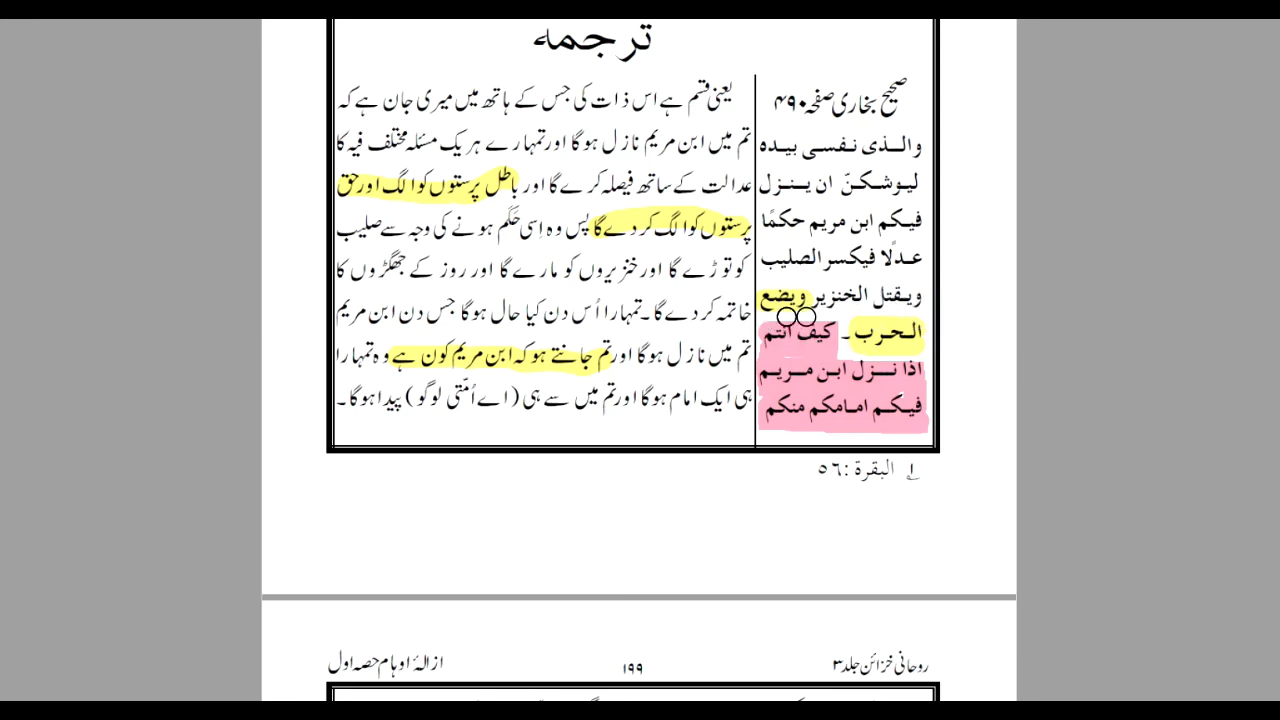 ترجمہ
صحیح بخاری صفحہ ۴۹۰
والذی نفسی بیدہ
لیوشکنّ ان ینزل
فیکم ابن مریم حکمًا
عدلًا فیکسر الصلیب
ویقتل الخنزیر ویضع
الحرب۔ کیف انتم
اذا نزل ابن مریم
فیکم امامکم منکم
یعنی قسم ہے اس ذات کی جس کے ہاتھ میں میری جان ہے کہ
تم میں ابن مریم نازل ہوگا اور تمہارے ہریک مسئلہ مختلف فیہ کا
عدالت کے ساتھ فیصلہ کرے گا اور باطل پرستوں کو الگ اور حق
پرستوں کو الگ کر دے گا پس وہ اِسی حَکَم ہونے کی وجہ سے صلیب
کو توڑے گا اور خنزیروں کو مارے گا اور روز کے جھگڑوں کا
خاتمہ کر دے گا۔ تمہارا اُس دن کیا حال ہوگا جس دن ابن مریم
تم میں نازل ہوگا اور تم جانتے ہو کہ ابن مریم کون ہے وہ تمہارا
ہی ایک امام ہوگا اور تم میں سے ہی (اے اُمّتی لوگو) پیدا ہوگا۔
۱ البقرۃ :۵۶
روحانی خزائن جلد ۳
۱۹۹
ازالۂ اوہام حصہ اول